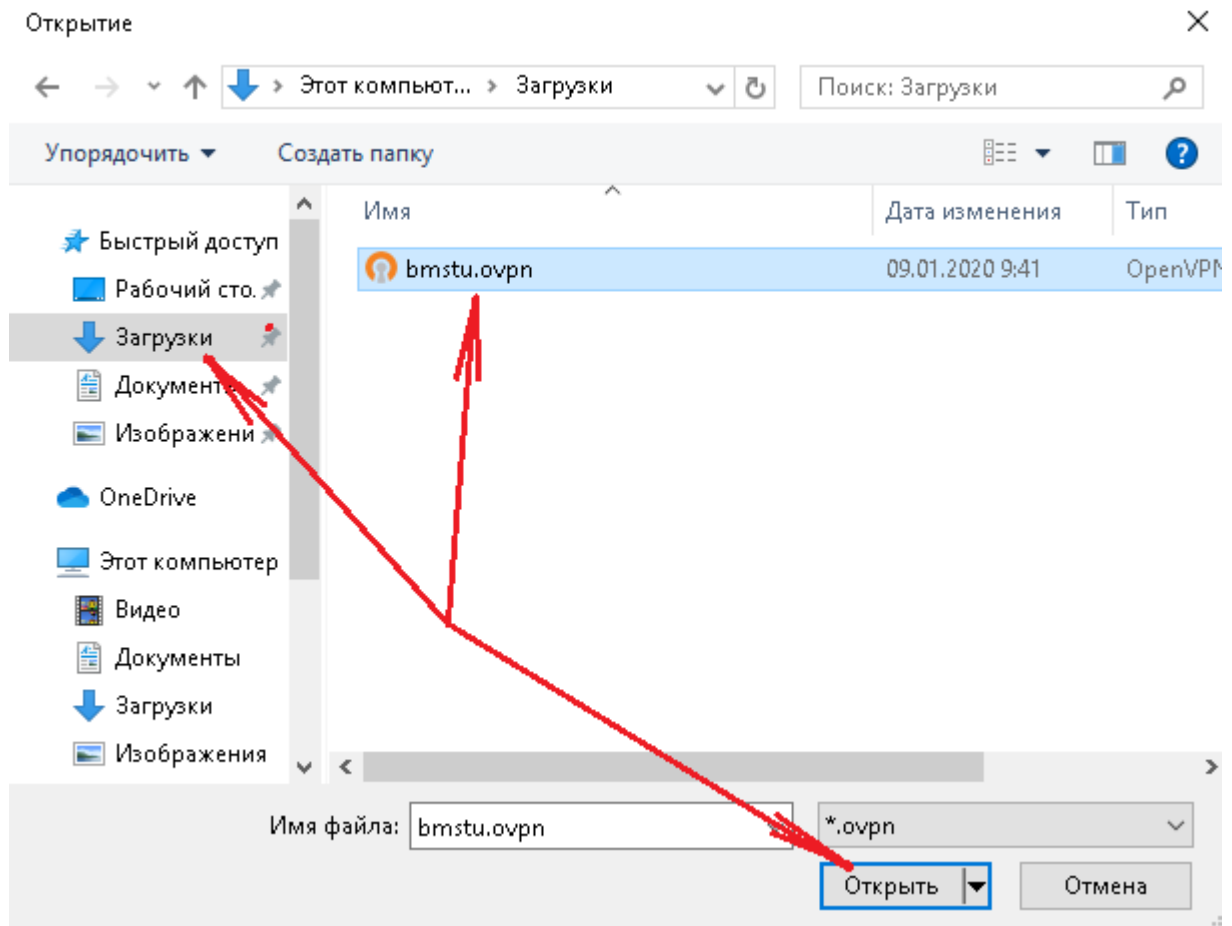 Открытие
Этот компьют... > Загрузки
Поиск: Загрузки
Упорядочить
Создать папку
Имя
Дата изменения
Тип
Быстрый доступ
Рабочий сто.
Загрузки
Документы
Изображени
OneDrive
Этот компьютер
Видео
Документы
Загрузки
Изображения
bmstu.ovpn
09.01.2020 9:41
OpenVPN
Имя файла:
bmstu.ovpn
*.ovpn
Открыть
Отмена